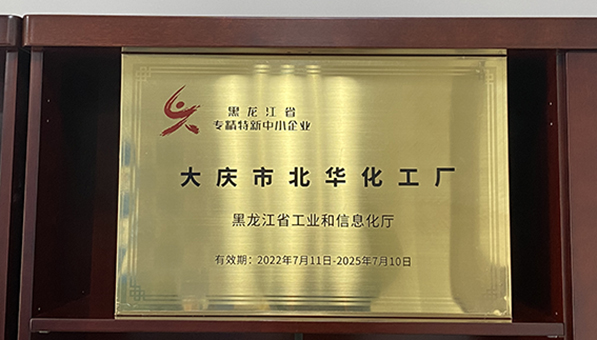 黑龙江省
专精特新中小企业
大庆市北华化工厂
黑龙江省工业和信息化厅
有效期：2022年7月11日-2025年7月10日